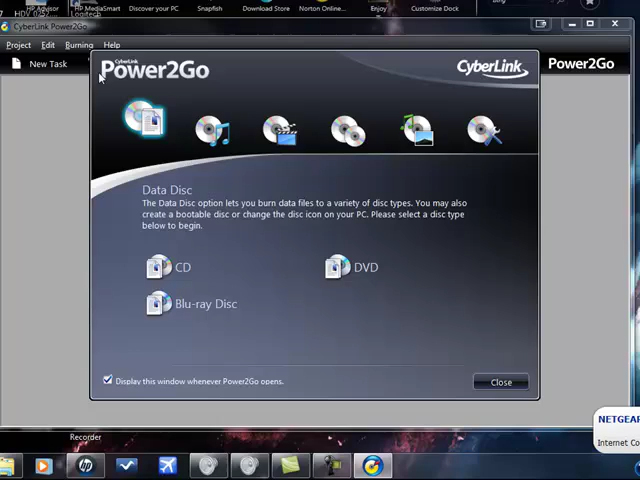 HP Advisor HP MediaSmart Discover your PC Snapfish Download Store Norton Online... Enjoy Customize Dock
CyberLink Power2Go
Project Edit Burning Help
New Task
CyberLink
Power2Go
CyberLink
Power2Go
Data Disc
The Data Disc option lets you burn data files to a variety of disc types. You may also
create a bootable disc or change the disc icon on your PC. Please select a disc type
below to begin.
CD
DVD
Blu-ray Disc
Display this window whenever Power2Go opens.
Close
NETGEAR
Internet Co
Recorder
hp